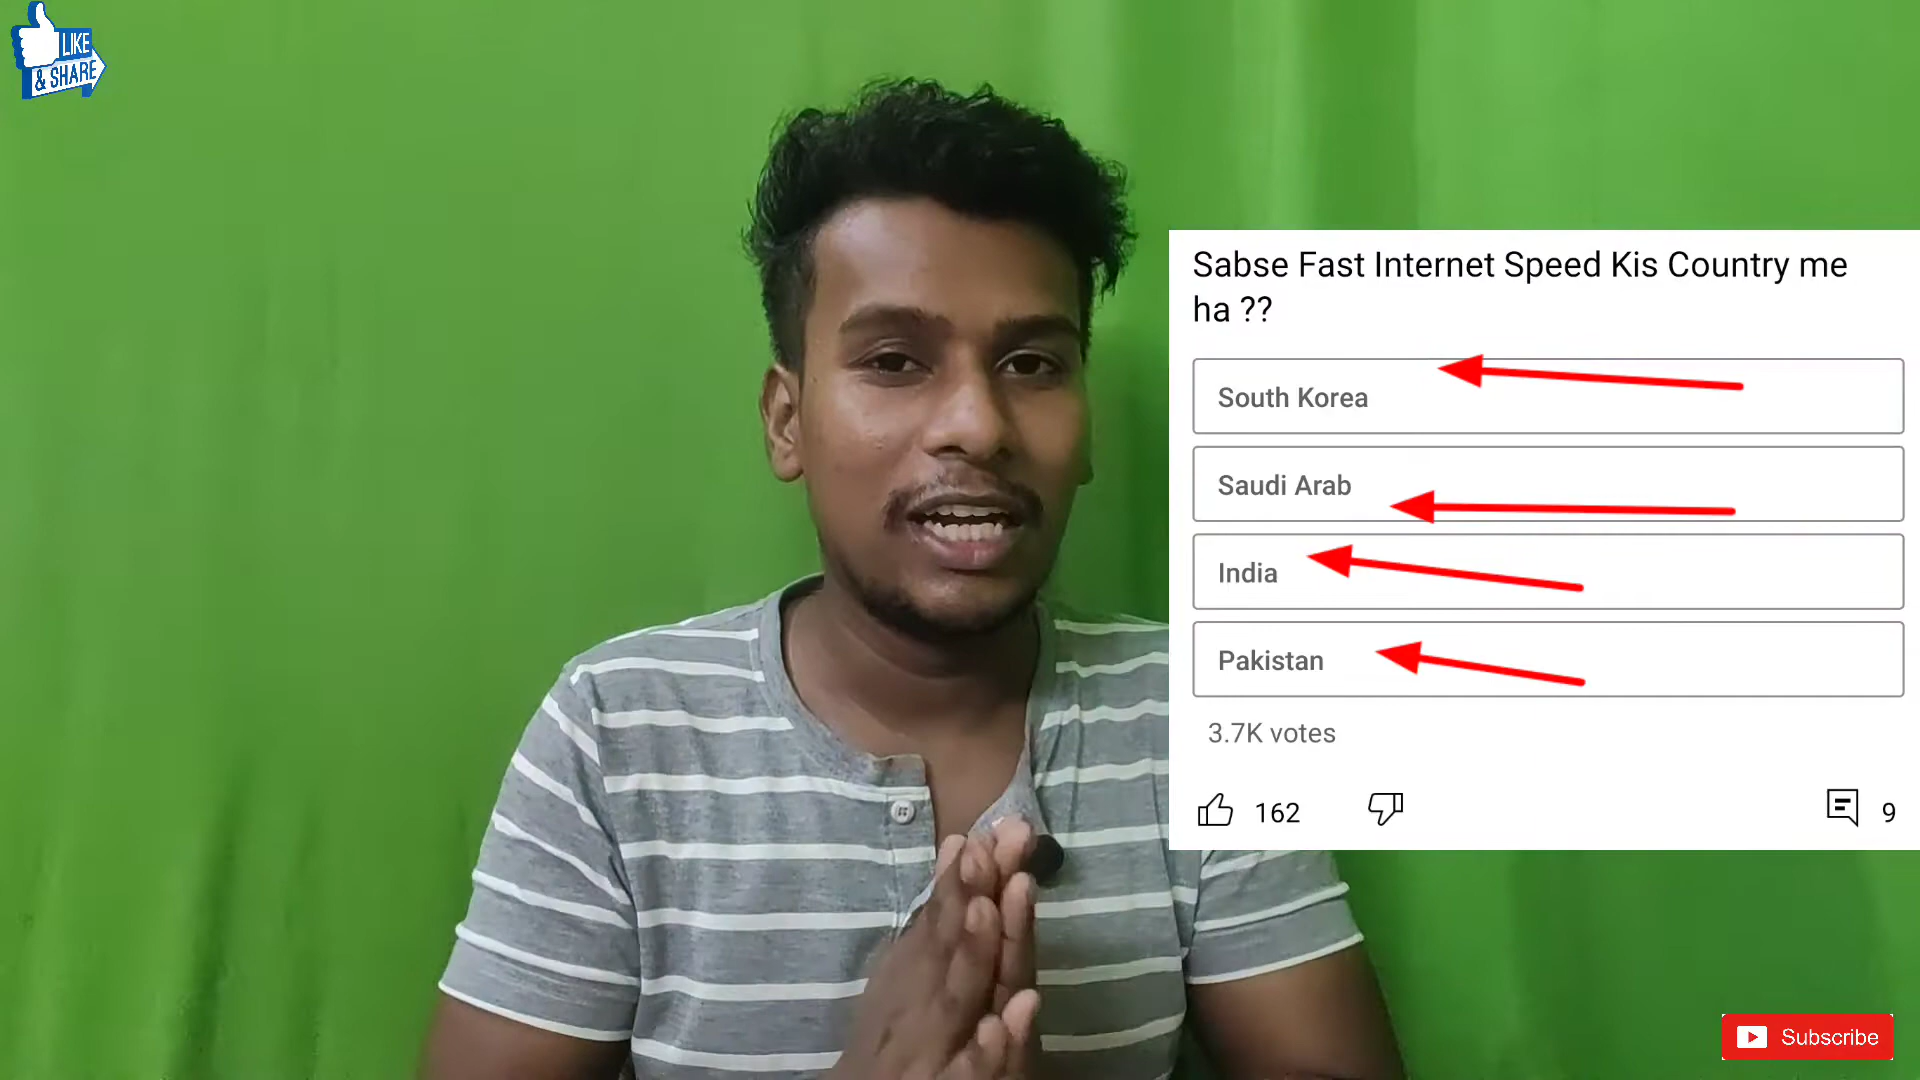 LIKE
& SHARE
Sabse Fast Internet Speed Kis Country me
ha ??
South Korea
Saudi Arab
India
Pakistan
3.7K votes
162
9
Subscribe